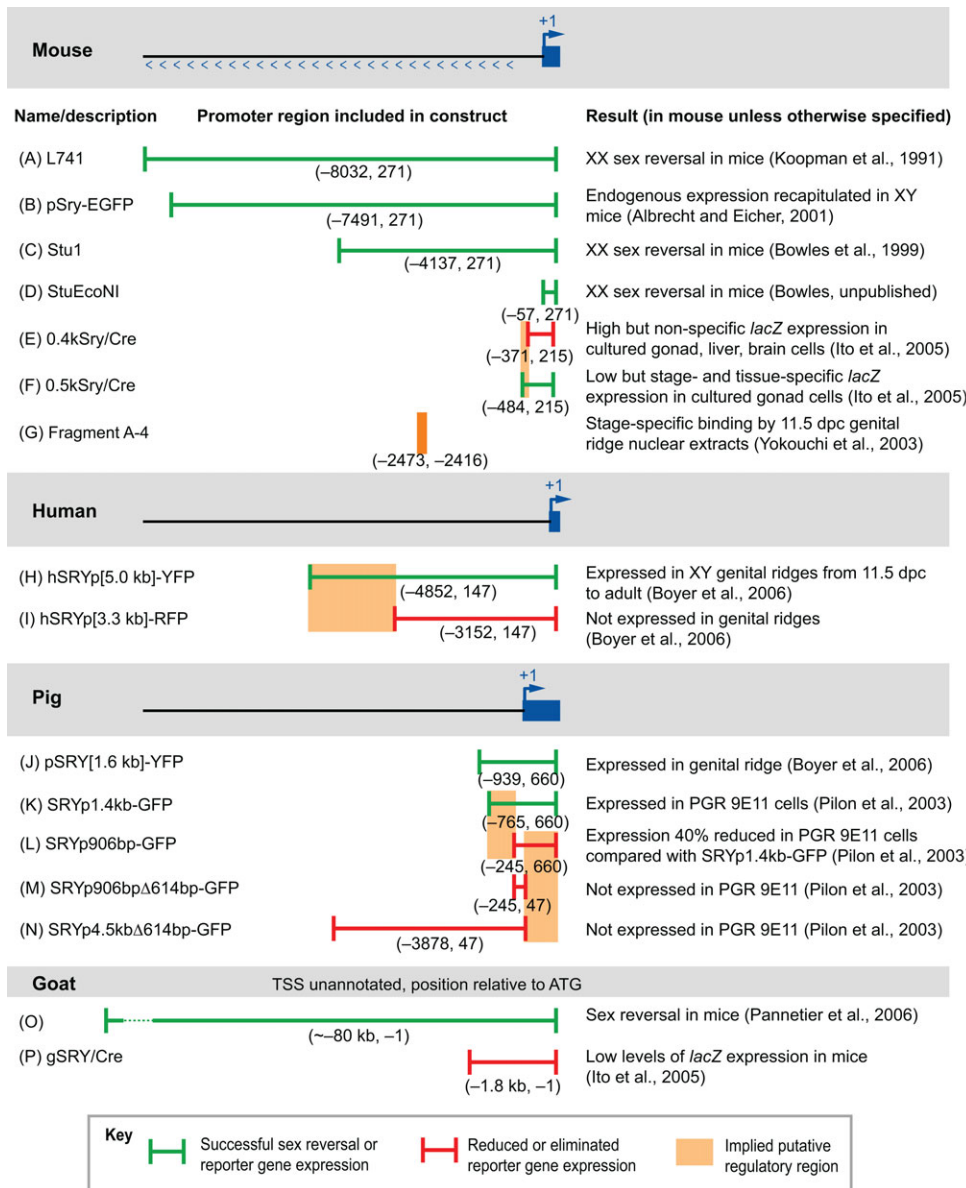 +1
Mouse
< < < < < < < < < < < < < < < < < < < < < < < < <
Name/description Promoter region included in construct Result (in mouse unless otherwise specified)
(A) L741 XX sex reversal in mice (Koopman et al., 1991)
(–8032, 271)
(B) pSry-EGFP Endogenous expression recapitulated in XY
mice (Albrecht and Eicher, 2001)
(–7491, 271)
(C) Stu1 XX sex reversal in mice (Bowles et al., 1999)
(–4137, 271)
(D) StuEcoNI XX sex reversal in mice (Bowles, unpublished)
(–57, 271)
(E) 0.4kSry/Cre High but non-specific lacZ expression in
cultured gonad, liver, brain cells (Ito et al., 2005)
(–371, 215)
(F) 0.5kSry/Cre Low but stage- and tissue-specific lacZ
expression in cultured gonad cells (Ito et al., 2005)
(–484, 215)
(G) Fragment A-4 Stage-specific binding by 11.5 dpc genital
ridge nuclear extracts (Yokouchi et al., 2003)
(–2473, –2416)
+1
Human
(H) hSRYp[5.0 kb]-YFP Expressed in XY genital ridges from 11.5 dpc
to adult (Boyer et al., 2006)
(–4852, 147)
(I) hSRYp[3.3 kb]-RFP Not expressed in genital ridges
(Boyer et al., 2006)
(–3152, 147)
+1
Pig
(J) pSRY[1.6 kb]-YFP Expressed in genital ridge (Boyer et al., 2006)
(–939, 660)
(K) SRYp1.4kb-GFP Expressed in PGR 9E11 cells (Pilon et al., 2003)
(–765, 660)
(L) SRYp906bp-GFP Expression 40% reduced in PGR 9E11 cells
compared with SRYp1.4kb-GFP (Pilon et al., 2003)
(–245, 660)
(M) SRYp906bpΔ614bp-GFP Not expressed in PGR 9E11 (Pilon et al., 2003)
(–245, 47)
(N) SRYp4.5kbΔ614bp-GFP Not expressed in PGR 9E11 (Pilon et al., 2003)
(–3878, 47)
Goat TSS unannotated, position relative to ATG
(O) Sex reversal in mice (Pannetier et al., 2006)
(~–80 kb, –1)
(P) gSRY/Cre Low levels of lacZ expression in mice
(Ito et al., 2005)
(–1.8 kb, –1)
Key
Successful sex reversal or
reporter gene expression
Reduced or eliminated
reporter gene expression
Implied putative
regulatory region